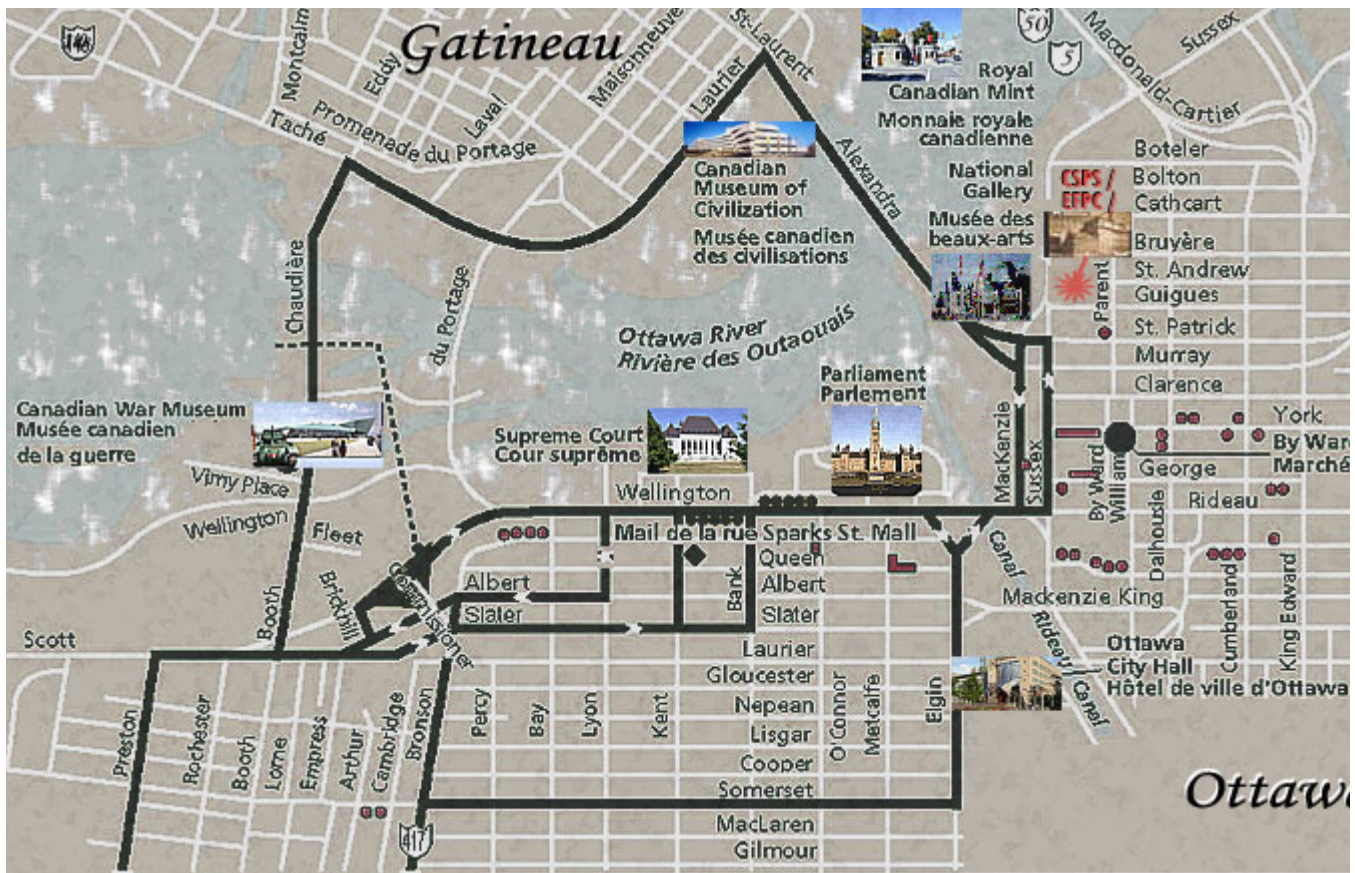 Gatineau
148
Montcalm
Eddy
Laval
Maisonneuve
St-Laurent
Laurier
Taché
Promenade du Portage
50
5
Macdonald-Cartier
Sussex
Royal
Canadian Mint
Monnaie royale
canadienne
National
Gallery
Musée des
beaux-arts
Alexandra
Canadian
Museum of
Civilization
Musée canadien
des civilisations
CSPS /
EFPC /
Boteler
Bolton
Cathcart
Bruyère
St. Andrew
Guigues
Parent
St. Patrick
Murray
Clarence
York
By Ward
Marché
George
Rideau
Chaudière
du Portage
Ottawa River
Rivière des Outaouais
Parliament
Parlement
Canadian War Museum
Musée canadien
de la guerre
Supreme Court
Cour suprême
MacKenzie
Sussex
By Ward
William
Dalhousie
Cumberland
King Edward
Vimy Place
Wellington
Fleet
Wellington
Mail de la rue Sparks St. Mall
Queen
Albert
Albert
Slater
Slater
Bank
Canal
Mackenzie King
Rideau Canal
Canal
Brickhill
Commissioner
Booth
Scott
Laurier
Gloucester
Nepean
Lisgar
Cooper
Somerset
MacLaren
Gilmour
Ottawa
City Hall
Hôtel de ville d'Ottawa
Preston
Rochester
Booth
Lorne
Empress
Arthur
Cambridge
Bronson
Percy
Bay
Lyon
Kent
O'Connor
Metcalfe
Elgin
417
Ottawa